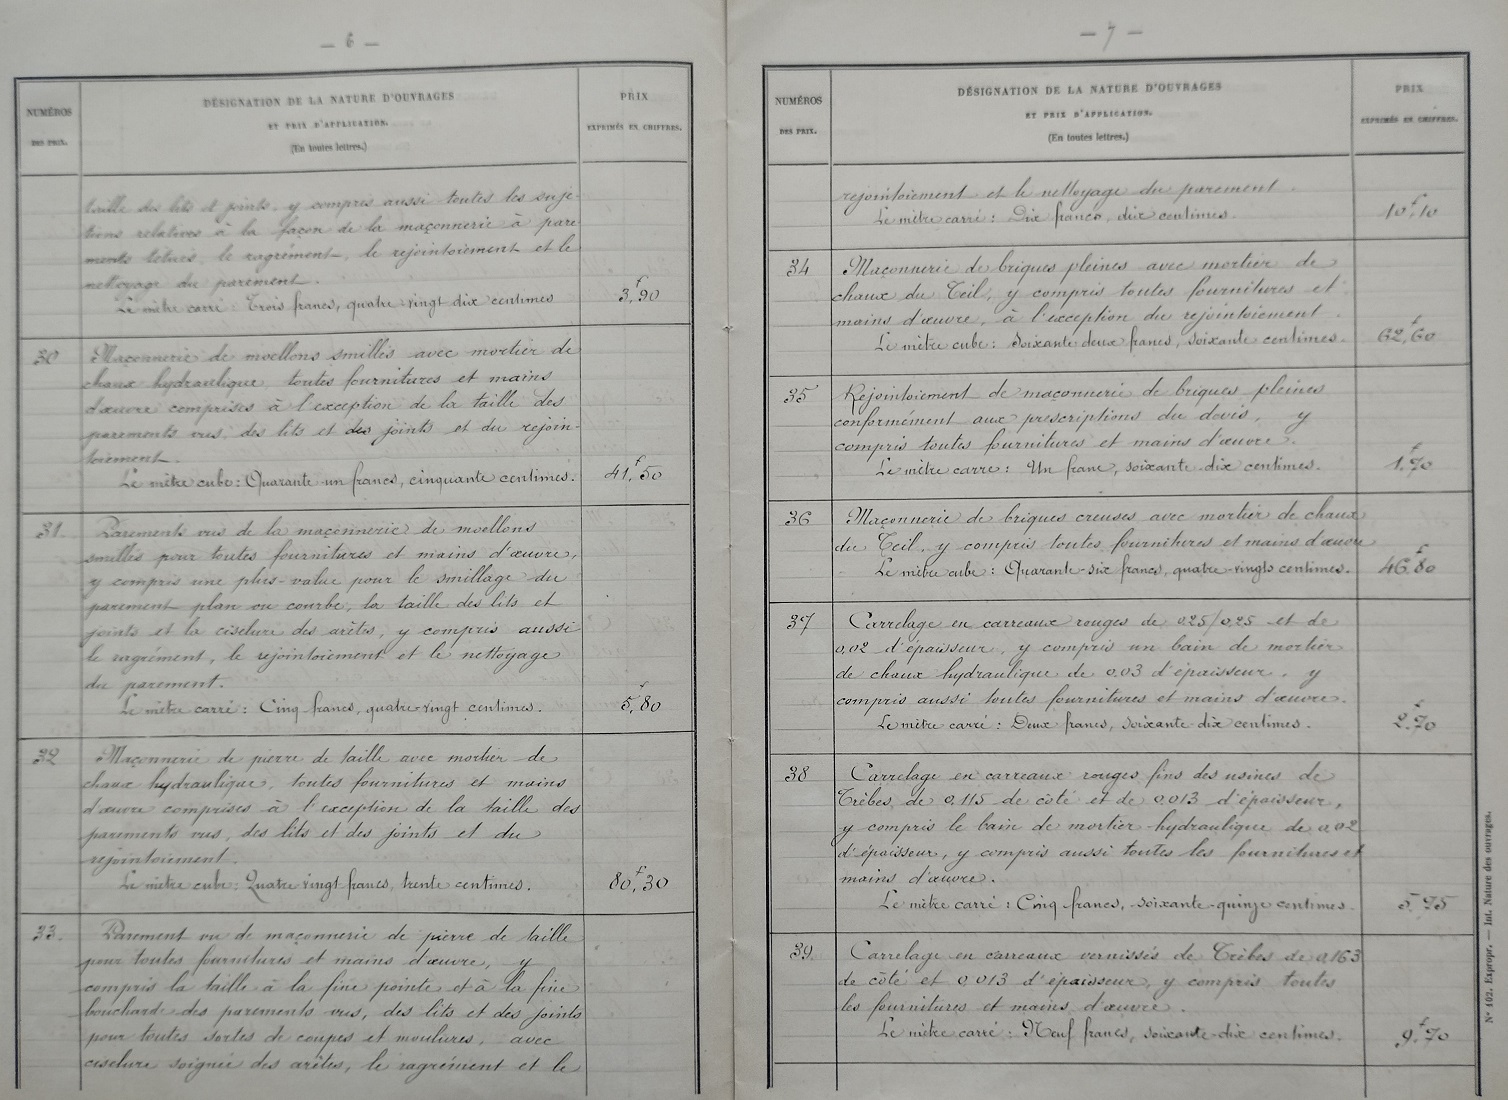 — 6 —
NUMÉROS
DES PRIX.
DÉSIGNATION DE LA NATURE D'OUVRAGES
ET PRIX D'APPLICATION.
(En toutes lettres.)
PRIX
EXPRIMÉS EN CHIFFRES.
taille des lits et joints, y compris aussi toutes les suje-
tions relatives à la façon de la maçonnerie à pare
ments têtues, le ragrément, le rejointoiement et le
nettoyage du parement.
Le mètre carré : Trois francs, quatre-vingt dix centimes
3,f90
30
Maçonnerie de moellons smillés avec mortier de
chaux hydraulique, toutes fournitures et mains
d'œuvre comprises à l'exception de la taille des
parements vus, des lits et des joints et du rejoin-
toiement.
Le mètre cube : Quarante un francs, cinquante centimes.
41,f50
31.
Parements vus de la maçonnerie de moellons
smillés pour toutes fournitures et mains d'œuvre,
y compris une plus-value pour le smillage du
parement plan ou courbe, la taille des lits et
joints et la ciselure des arêtes, y compris aussi
le ragrément, le rejointoiement et le nettoyage
du parement.
Le mètre carré : Cinq francs, quatre-vingt centimes.
5,f80
32
Maçonnerie de pierre de taille avec mortier de
chaux hydraulique, toutes fournitures et mains
d'œuvre comprises à l'exception de la taille des
parements vus, des lits et des joints et du
rejointoiement.
Le mètre cube : Quatre vingt francs, trente centimes.
80,f30
33.
Parement vu de maçonnerie de pierre de taille
pour toutes fournitures et mains d'œuvre, y
compris la taille à la fine pointe et à la fine
boucharde des parements vus, des lits et des joints
pour toutes sortes de coupes et moulures, avec
ciselure soignée des arêtes, le ragrément et le
— 7 —
NUMÉROS
DES PRIX.
DÉSIGNATION DE LA NATURE D'OUVRAGES
ET PRIX D'APPLICATION.
(En toutes lettres.)
PRIX
EXPRIMÉS EN CHIFFRES.
rejointoiement et le nettoyage du parement.
Le mètre carré : Dix francs, dix centimes.
10,f10
34
Maçonnerie de briques pleines avec mortier de
chaux du Teil, y compris toutes fournitures et
mains d'œuvre, à l'exception du rejointoiement.
Le mètre cube : Soixante deux francs, soixante centimes.
62,f60
35
Rejointoiement de maçonnerie de briques pleines
conformément aux prescriptions du devis, y
compris toutes fournitures et mains d'œuvre.
Le mètre carré : Un franc, soixante-dix centimes.
1,f70
36
Maçonnerie de briques creuses avec mortier de chaux
du Teil, y compris toutes fournitures et mains d'œuvre
Le mètre cube : Quarante-six francs, quatre-vingts centimes.
46,f80
37
Carrelage en carreaux rouges de 0,25/0,25 et de
0,02 d'épaisseur, y compris un bain de mortier
de chaux hydraulique de 0,03 d'épaisseur, y
compris aussi toutes fournitures et mains d'œuvre.
Le mètre carré : Deux francs, soixante-dix centimes.
2,f70
38
Carrelage en carreaux rouges fins des usines de
Trèbes, de 0,115 de côté et de 0,013 d'épaisseur,
y compris le bain de mortier hydraulique de 0,02
d'épaisseur, y compris aussi toutes les fournitures et
mains d'œuvre.
Le mètre carré : Cinq francs, soixante-quinze centimes.
5,75
39.
Carrelage en carreaux vernissés de Trèbes de 0,163
de côté et 0,013 d'épaisseur, y compris toutes
les fournitures et mains d'œuvre.
Le mètre carré : Neuf francs, soixante-dix centimes.
9,f70
N° 102. Expropr. — Int. Nature des ouvrages.